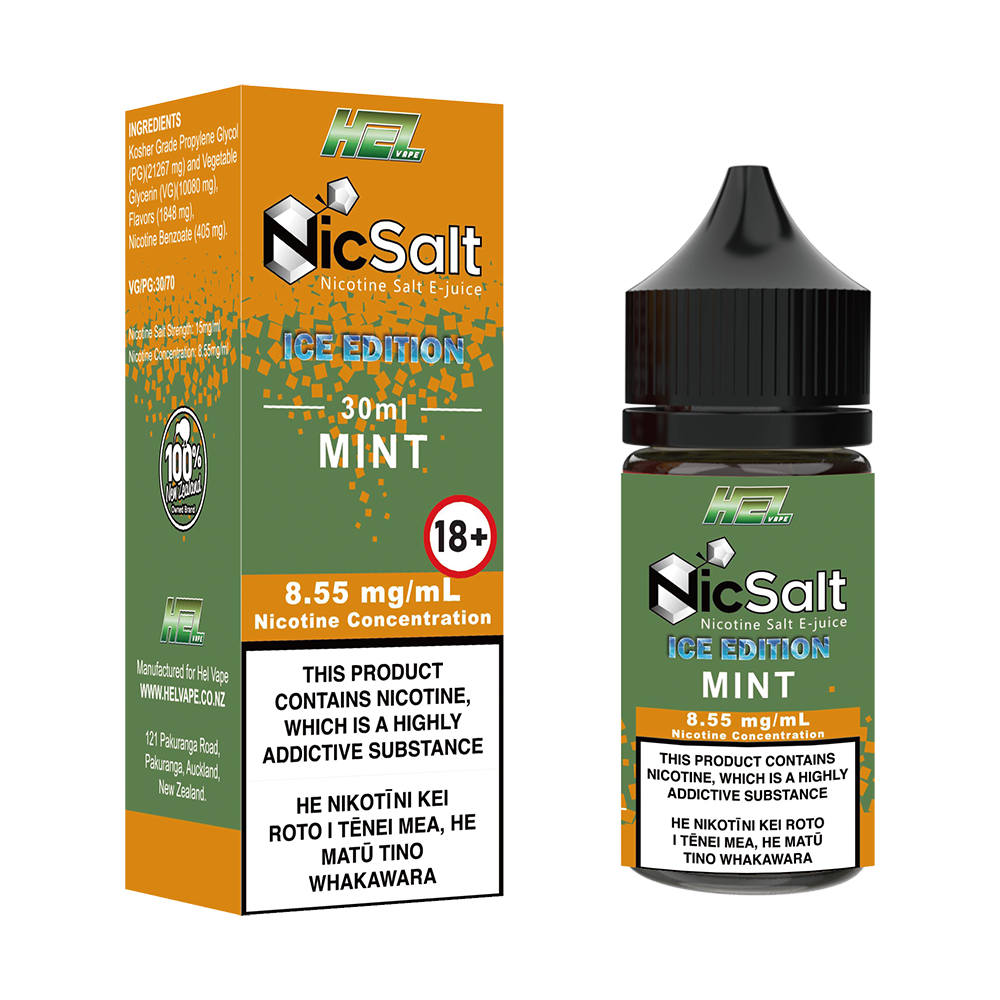 INGREDIENTS
Kosher Grade Propylene Glycol
(PG)(21267 mg) and Vegetable
Glycerin (VG)(10080 mg),
Flavors (1848 mg),
Nicotine Benzoate (405 mg).
VG/PG:30/70
Nicotine Salt Strength: 15mg/ml
Nicotine Concentration: 8.55mg/ml
100%
New Zealand
Owned Brand
HEL
VAPE
Manufactured for Hel Vape
WWW.HELVAPE.CO.NZ
121 Pakuranga Road,
Pakuranga, Auckland,
New Zealand.
HEL
VAPE
NicSalt
Nicotine Salt E-juice
ICE EDITION
30ml
MINT
18+
8.55 mg/mL
Nicotine Concentration
THIS PRODUCT
CONTAINS NICOTINE,
WHICH IS A HIGHLY
ADDICTIVE SUBSTANCE
HE NIKOTĪNI KEI
ROTO I TĒNEI MEA, HE
MATŪ TINO
WHAKAWARA
HEL
VAPE
NicSalt
Nicotine Salt E-juice
ICE EDITION
MINT
8.55 mg/mL
Nicotine Concentration
THIS PRODUCT CONTAINS
NICOTINE, WHICH IS A HIGHLY
ADDICTIVE SUBSTANCE
HE NIKOTĪNI KEI ROTO
I TĒNEI MEA, HE MATŪ
TINO WHAKAWARA